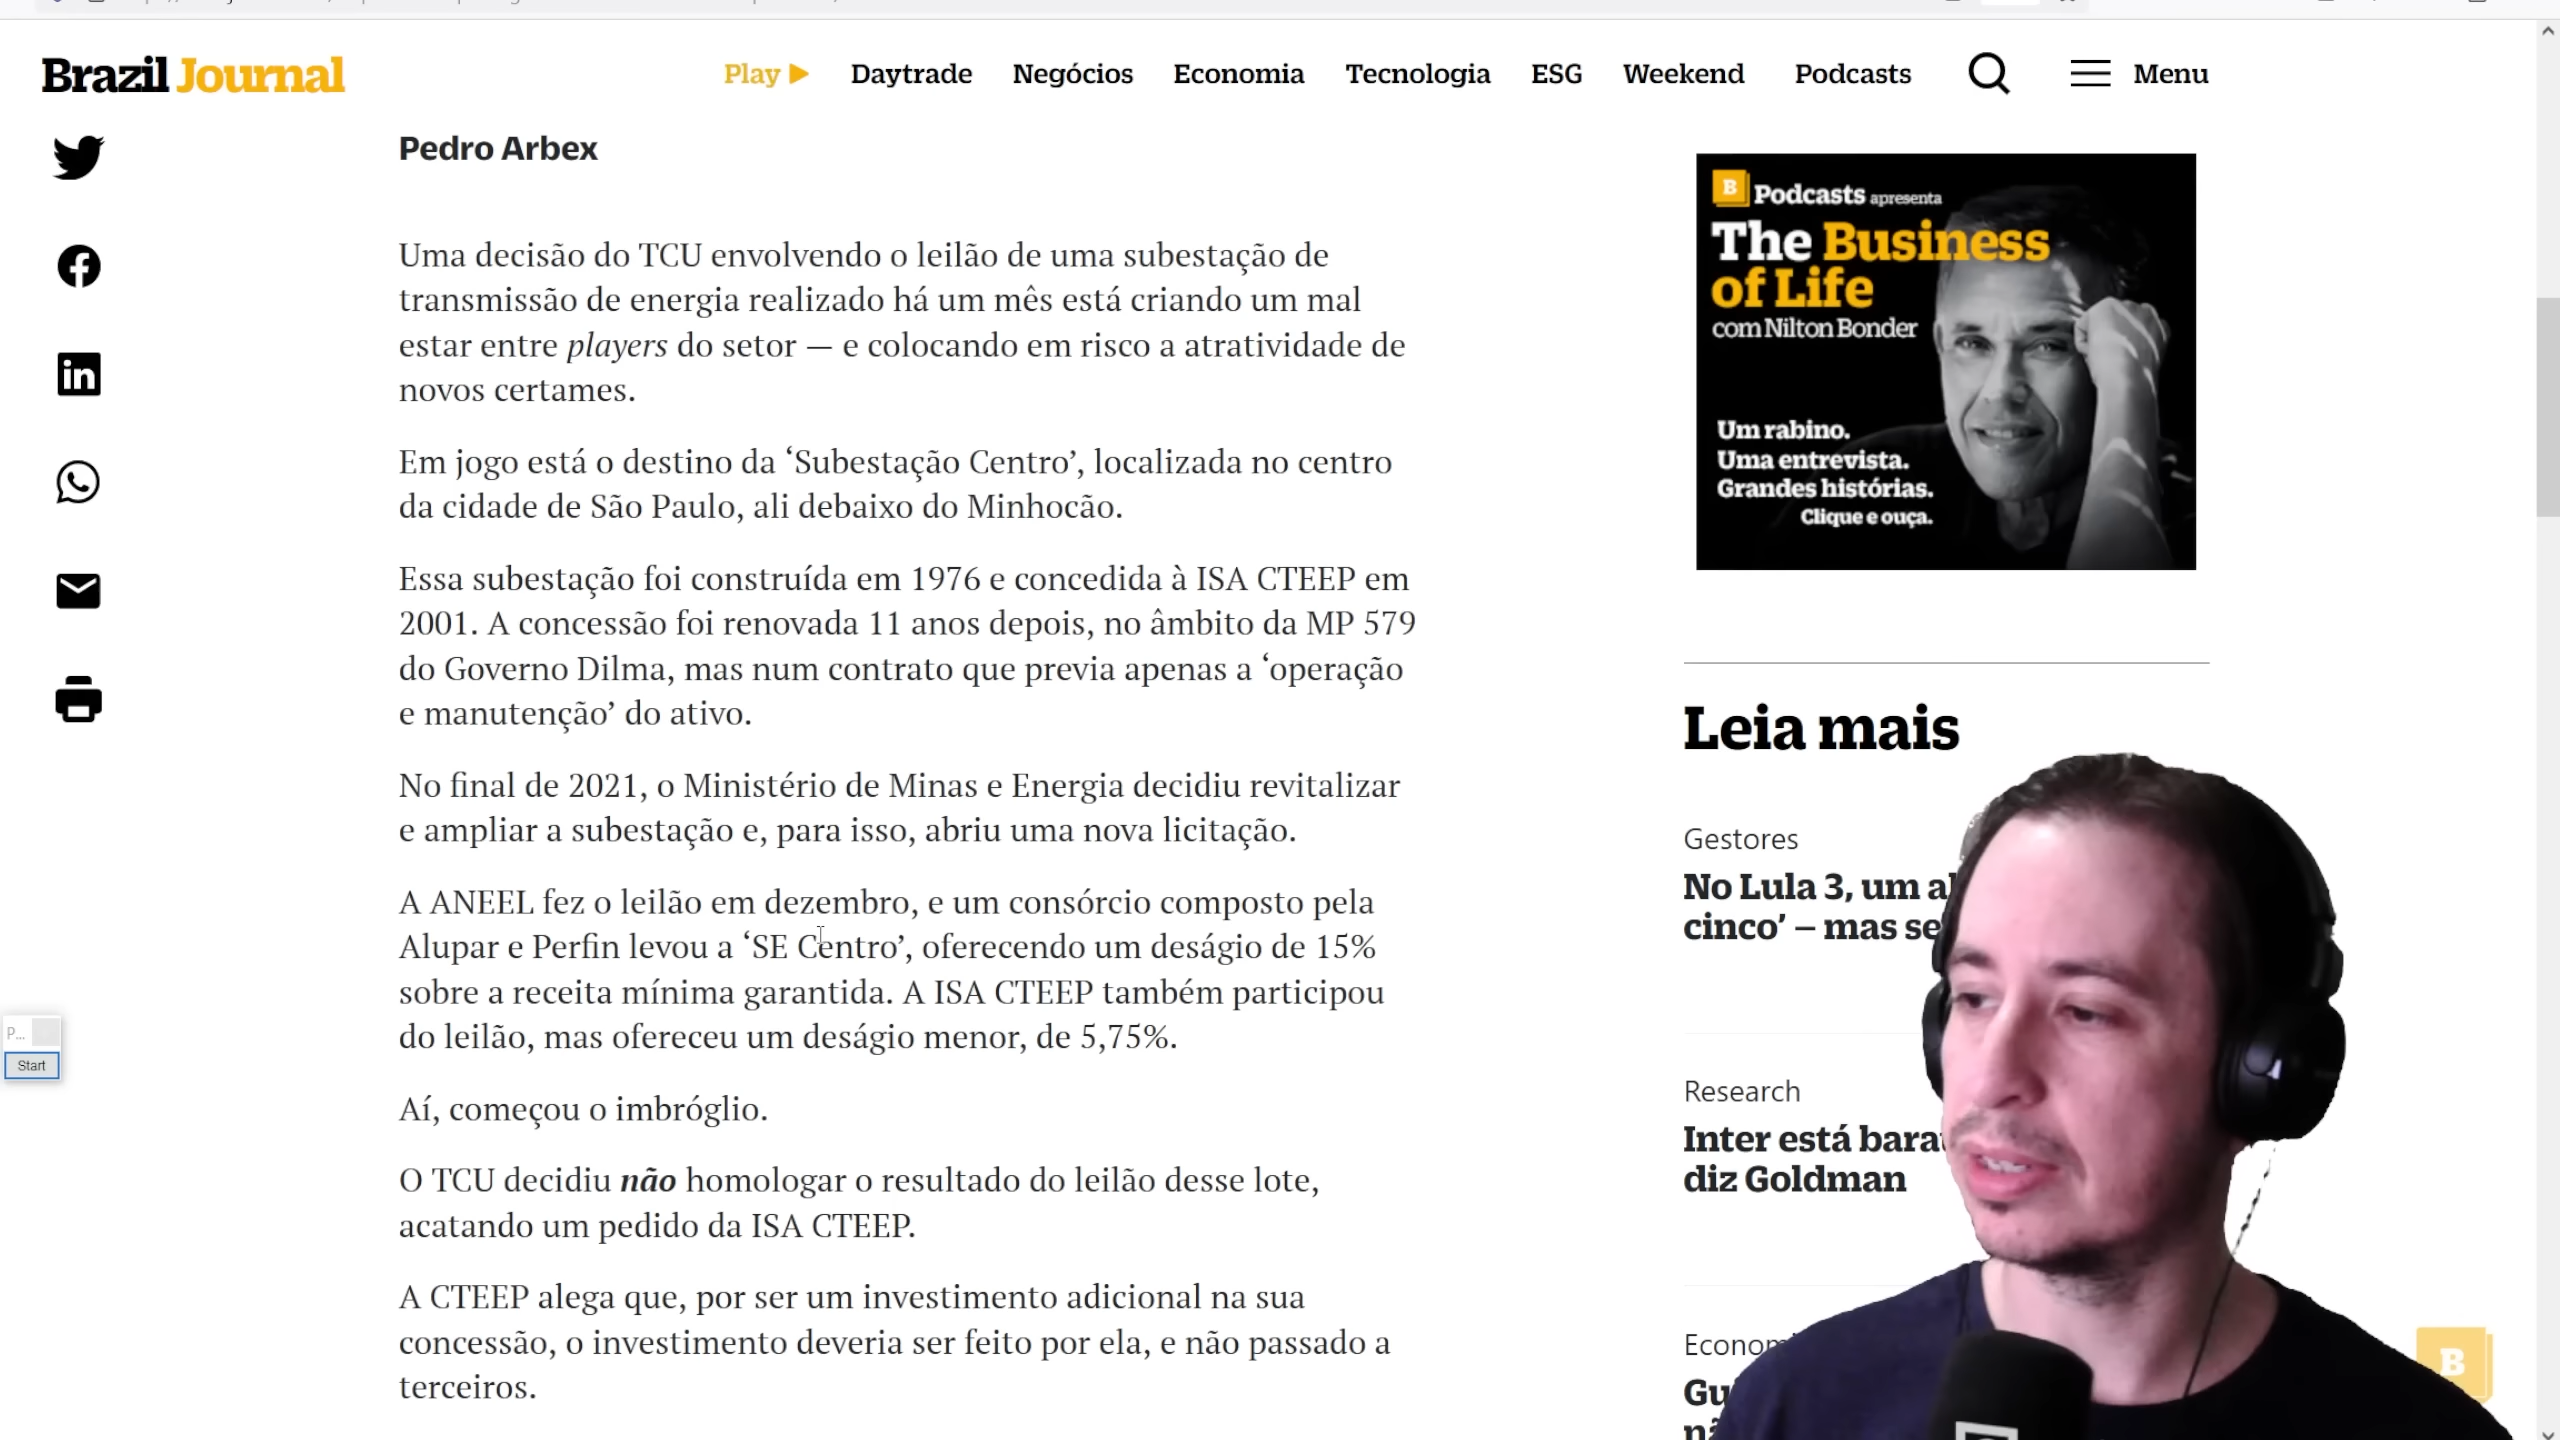 Brazil Journal
Play Daytrade Negócios Economia Tecnologia ESG Weekend Podcasts Menu
Pedro Arbex
Uma decisão do TCU envolvendo o leilão de uma subestação de
transmissão de energia realizado há um mês está criando um mal
estar entre players do setor — e colocando em risco a atratividade de
novos certames.
Em jogo está o destino da ‘Subestação Centro’, localizada no centro
da cidade de São Paulo, ali debaixo do Minhocão.
Essa subestação foi construída em 1976 e concedida à ISA CTEEP em
2001. A concessão foi renovada 11 anos depois, no âmbito da MP 579
do Governo Dilma, mas num contrato que previa apenas a ‘operação
e manutenção’ do ativo.
No final de 2021, o Ministério de Minas e Energia decidiu revitalizar
e ampliar a subestação e, para isso, abriu uma nova licitação.
A ANEEL fez o leilão em dezembro, e um consórcio composto pela
Alupar e Perfin levou a ‘SE Centro’, oferecendo um deságio de 15%
sobre a receita mínima garantida. A ISA CTEEP também participou
do leilão, mas ofereceu um deságio menor, de 5,75%.
Aí, começou o imbróglio.
O TCU decidiu não homologar o resultado do leilão desse lote,
acatando um pedido da ISA CTEEP.
A CTEEP alega que, por ser um investimento adicional na sua
concessão, o investimento deveria ser feito por ela, e não passado a
terceiros.
B Podcasts apresenta
The Business
of Life
com Nilton Bonder
Um rabino.
Uma entrevista.
Grandes histórias.
Clique e ouça.
Leia mais
Gestores
No Lula 3, um
cinco’ – mas
Research
Inter está
diz Goldman
B
P...
Start